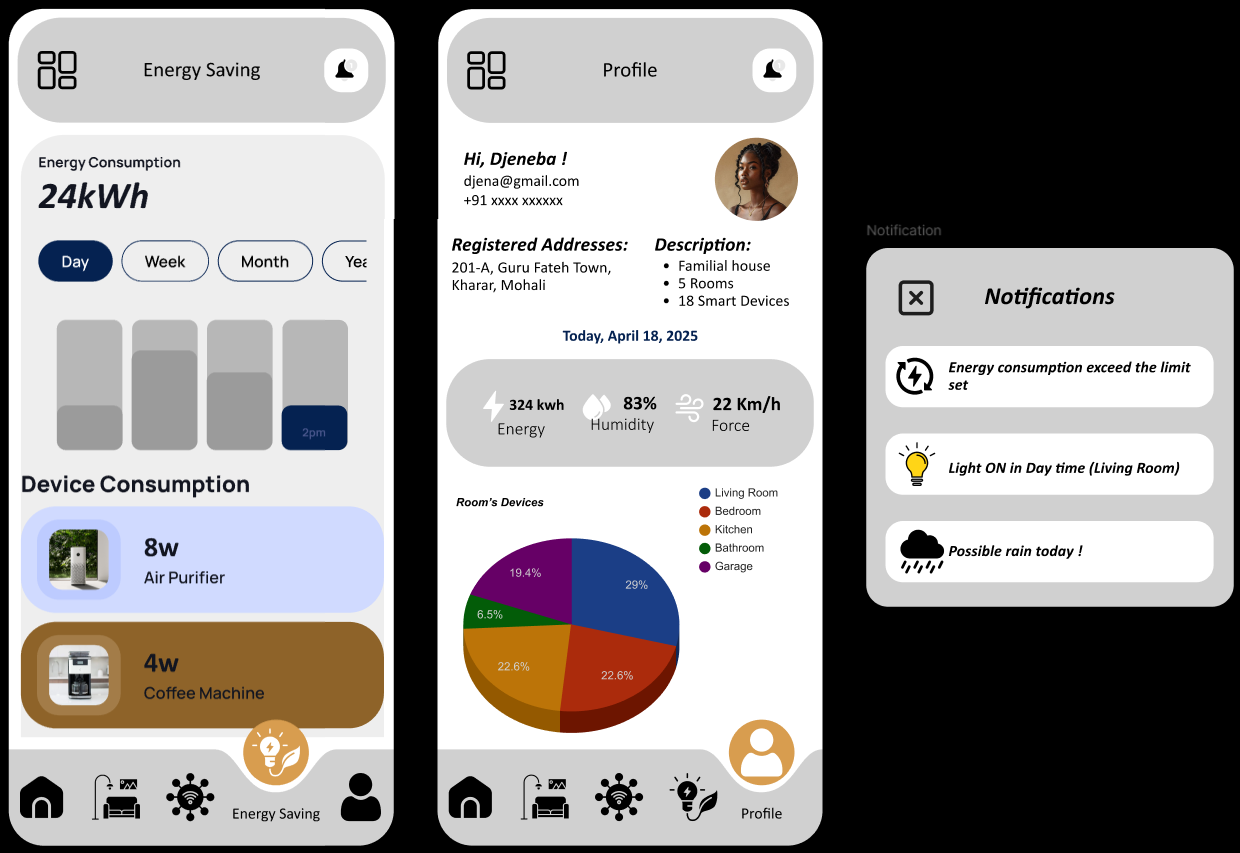 Energy Saving
Energy Consumption
24kWh
Day
Week
Month
Yea
2pm
Device Consumption
8w
Air Purifier
4w
Coffee Machine
Energy Saving
Profile
Hi, Djeneba !
djena@gmail.com
+91 xxxx xxxxxx
Registered Addresses:
201-A, Guru Fateh Town,
Kharar, Mohali
Description:
• Familial house
• 5 Rooms
• 18 Smart Devices
Today, April 18, 2025
324 kwh
Energy
83%
Humidity
22 Km/h
Force
Room's Devices
Living Room
Bedroom
Kitchen
Bathroom
Garage
19.4%
29%
6.5%
22.6%
22.6%
Profile
Notification
Notifications
Energy consumption exceed the limit
set
Light ON in Day time (Living Room)
Possible rain today !